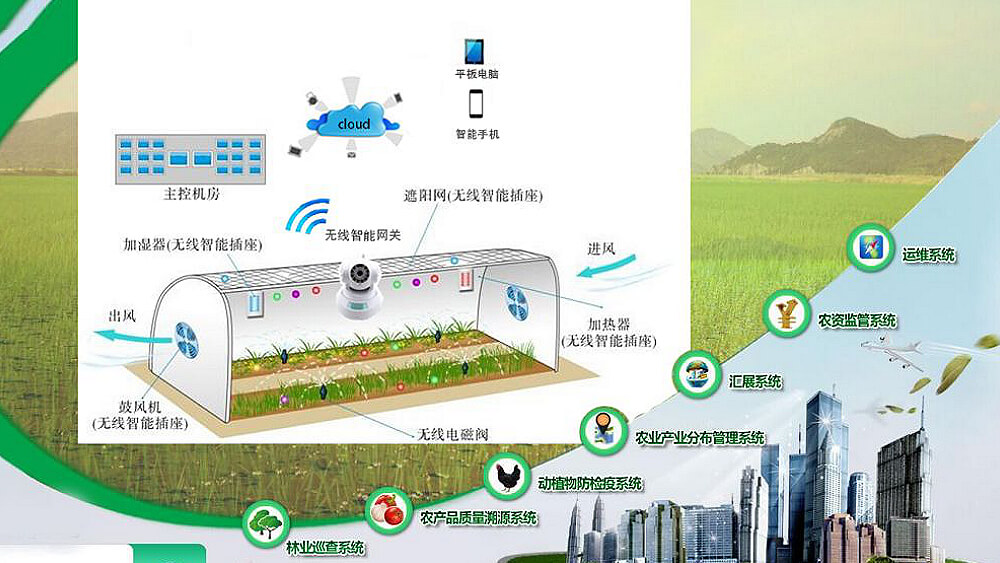 平板电脑
cloud
智能手机
主控机房
遮阳网(无线智能插座)
无线智能网关
加湿器(无线智能插座)
进风
运维系统
出风
加热器
(无线智能插座)
农资监管系统
汇展系统
鼓风机
(无线智能插座)
无线电磁阀
农业产业分布管理系统
动植物防检疫系统
农产品质量溯源系统
林业巡查系统